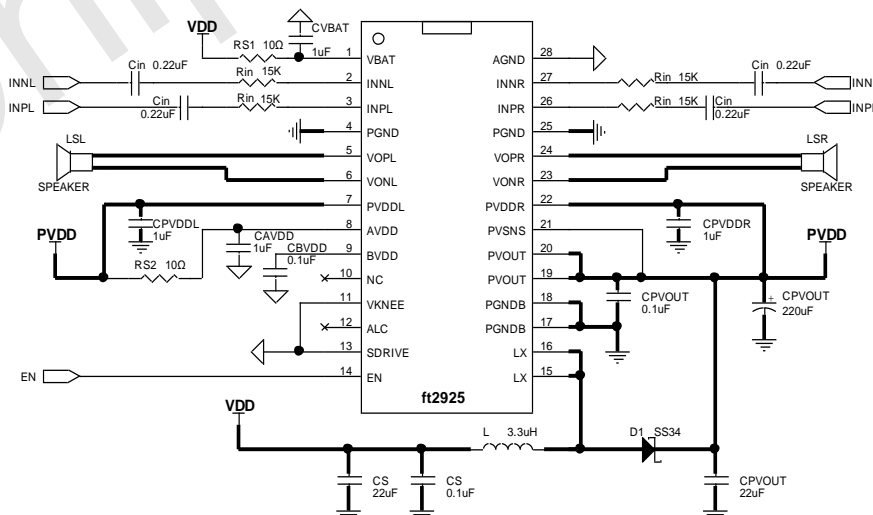 VDD
RS1 10Ω
CVBAT
1uF
1
VBAT
AGND
28
INNL
Cin 0.22uF
Rin 15K
2
INNL
INNR
27
Rin 15K
Cin 0.22uF
INN
INPL
Cin
0.22uF
Rin 15K
3
INPL
INPR
26
Rin 15K
Cin
0.22uF
INP
4
PGND
PGND
25
LSL
SPEAKER
5
VOPL
VOPR
24
LSR
SPEAKER
6
VONL
VONR
23
7
PVDDL
PVDDR
22
PVDD
CPVDDL
1uF
8
AVDD
PVSNS
21
CPVDDR
1uF
PVDD
RS2 10Ω
CAVDD
1uF
CBVDD
0.1uF
9
BVDD
PVOUT
20
10
NC
PVOUT
19
CPVOUT
0.1uF
CPVOUT
220uF
+
11
VKNEE
PGNDB
18
12
ALC
PGNDB
17
13
SDRIVE
LX
16
EN
14
EN
LX
15
ft2925
VDD
L 3.3uH
D1 SS34
CS
22uF
CS
0.1uF
CPVOUT
22uF